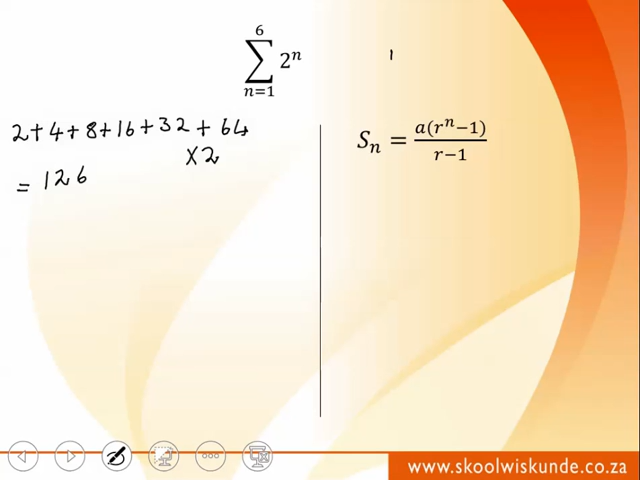 6
∑ 2ⁿ
n=1
2+4+8+16+32+64
×2
= 126
Sₙ = a(rⁿ−1)
r−1
www.skoolwiskunde.co.za